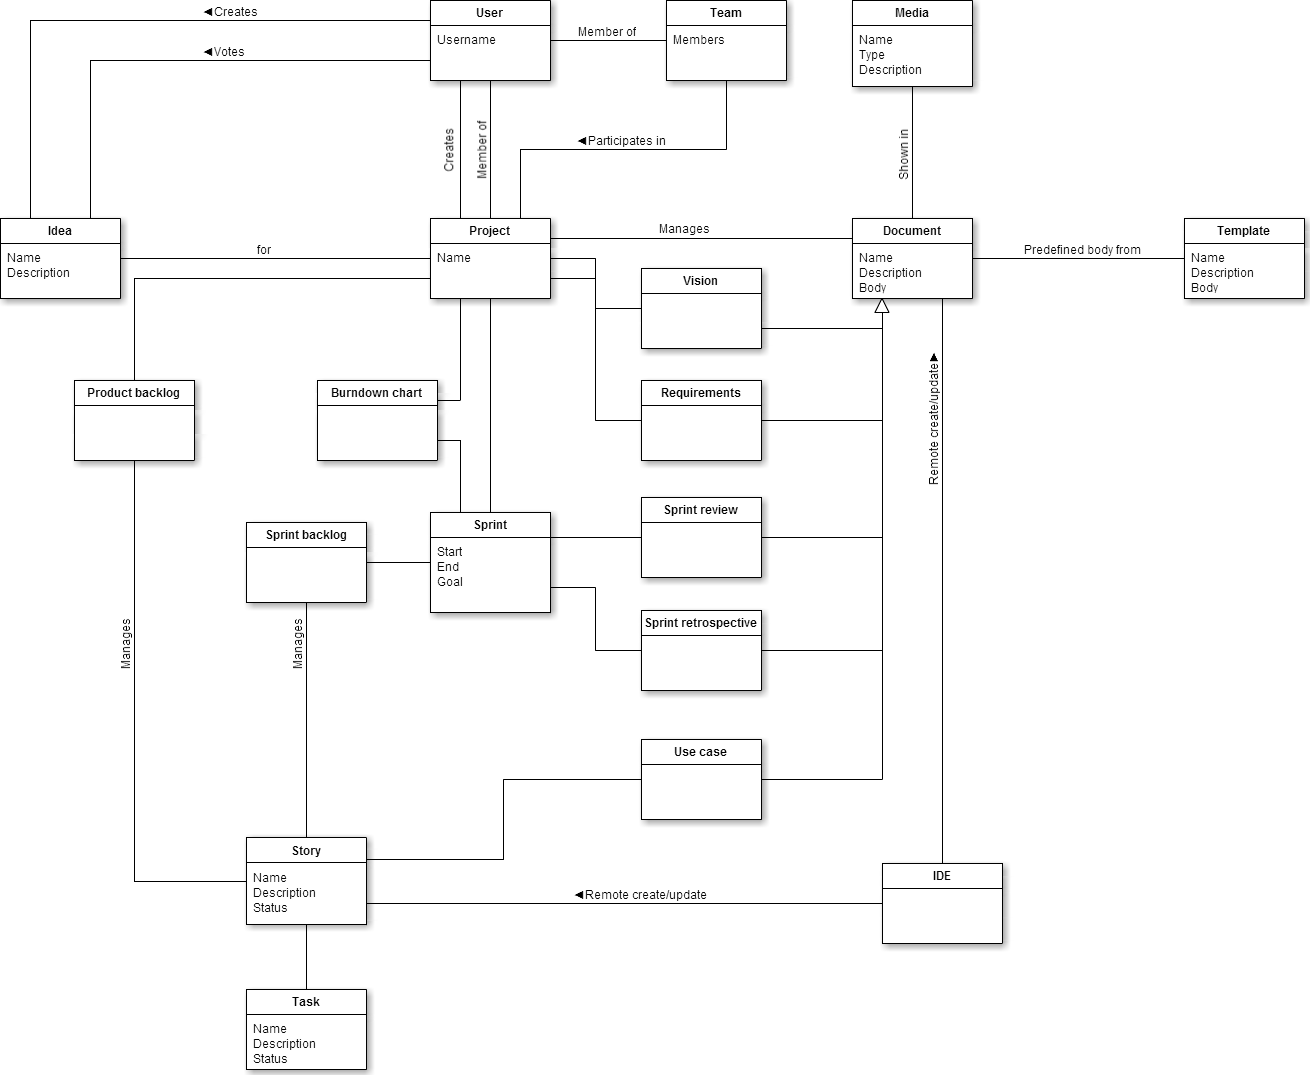 ◄Creates
User
Team
Media
Username
Member of
Members
Name
Type
Description
◄Votes
Creates
Member of
◄Participates in
Shown in
Idea
Name
Description
for
Project
Name
Manages
Document
Name
Description
Body
Predefined body from
Template
Name
Description
Body
Vision
Product backlog
Burndown chart
Requirements
Remote create/update►
Sprint backlog
Sprint
Start
End
Goal
Sprint review
Manages
Manages
Sprint retrospective
Use case
Story
Name
Description
Status
◄Remote create/update
IDE
Task
Name
Description
Status